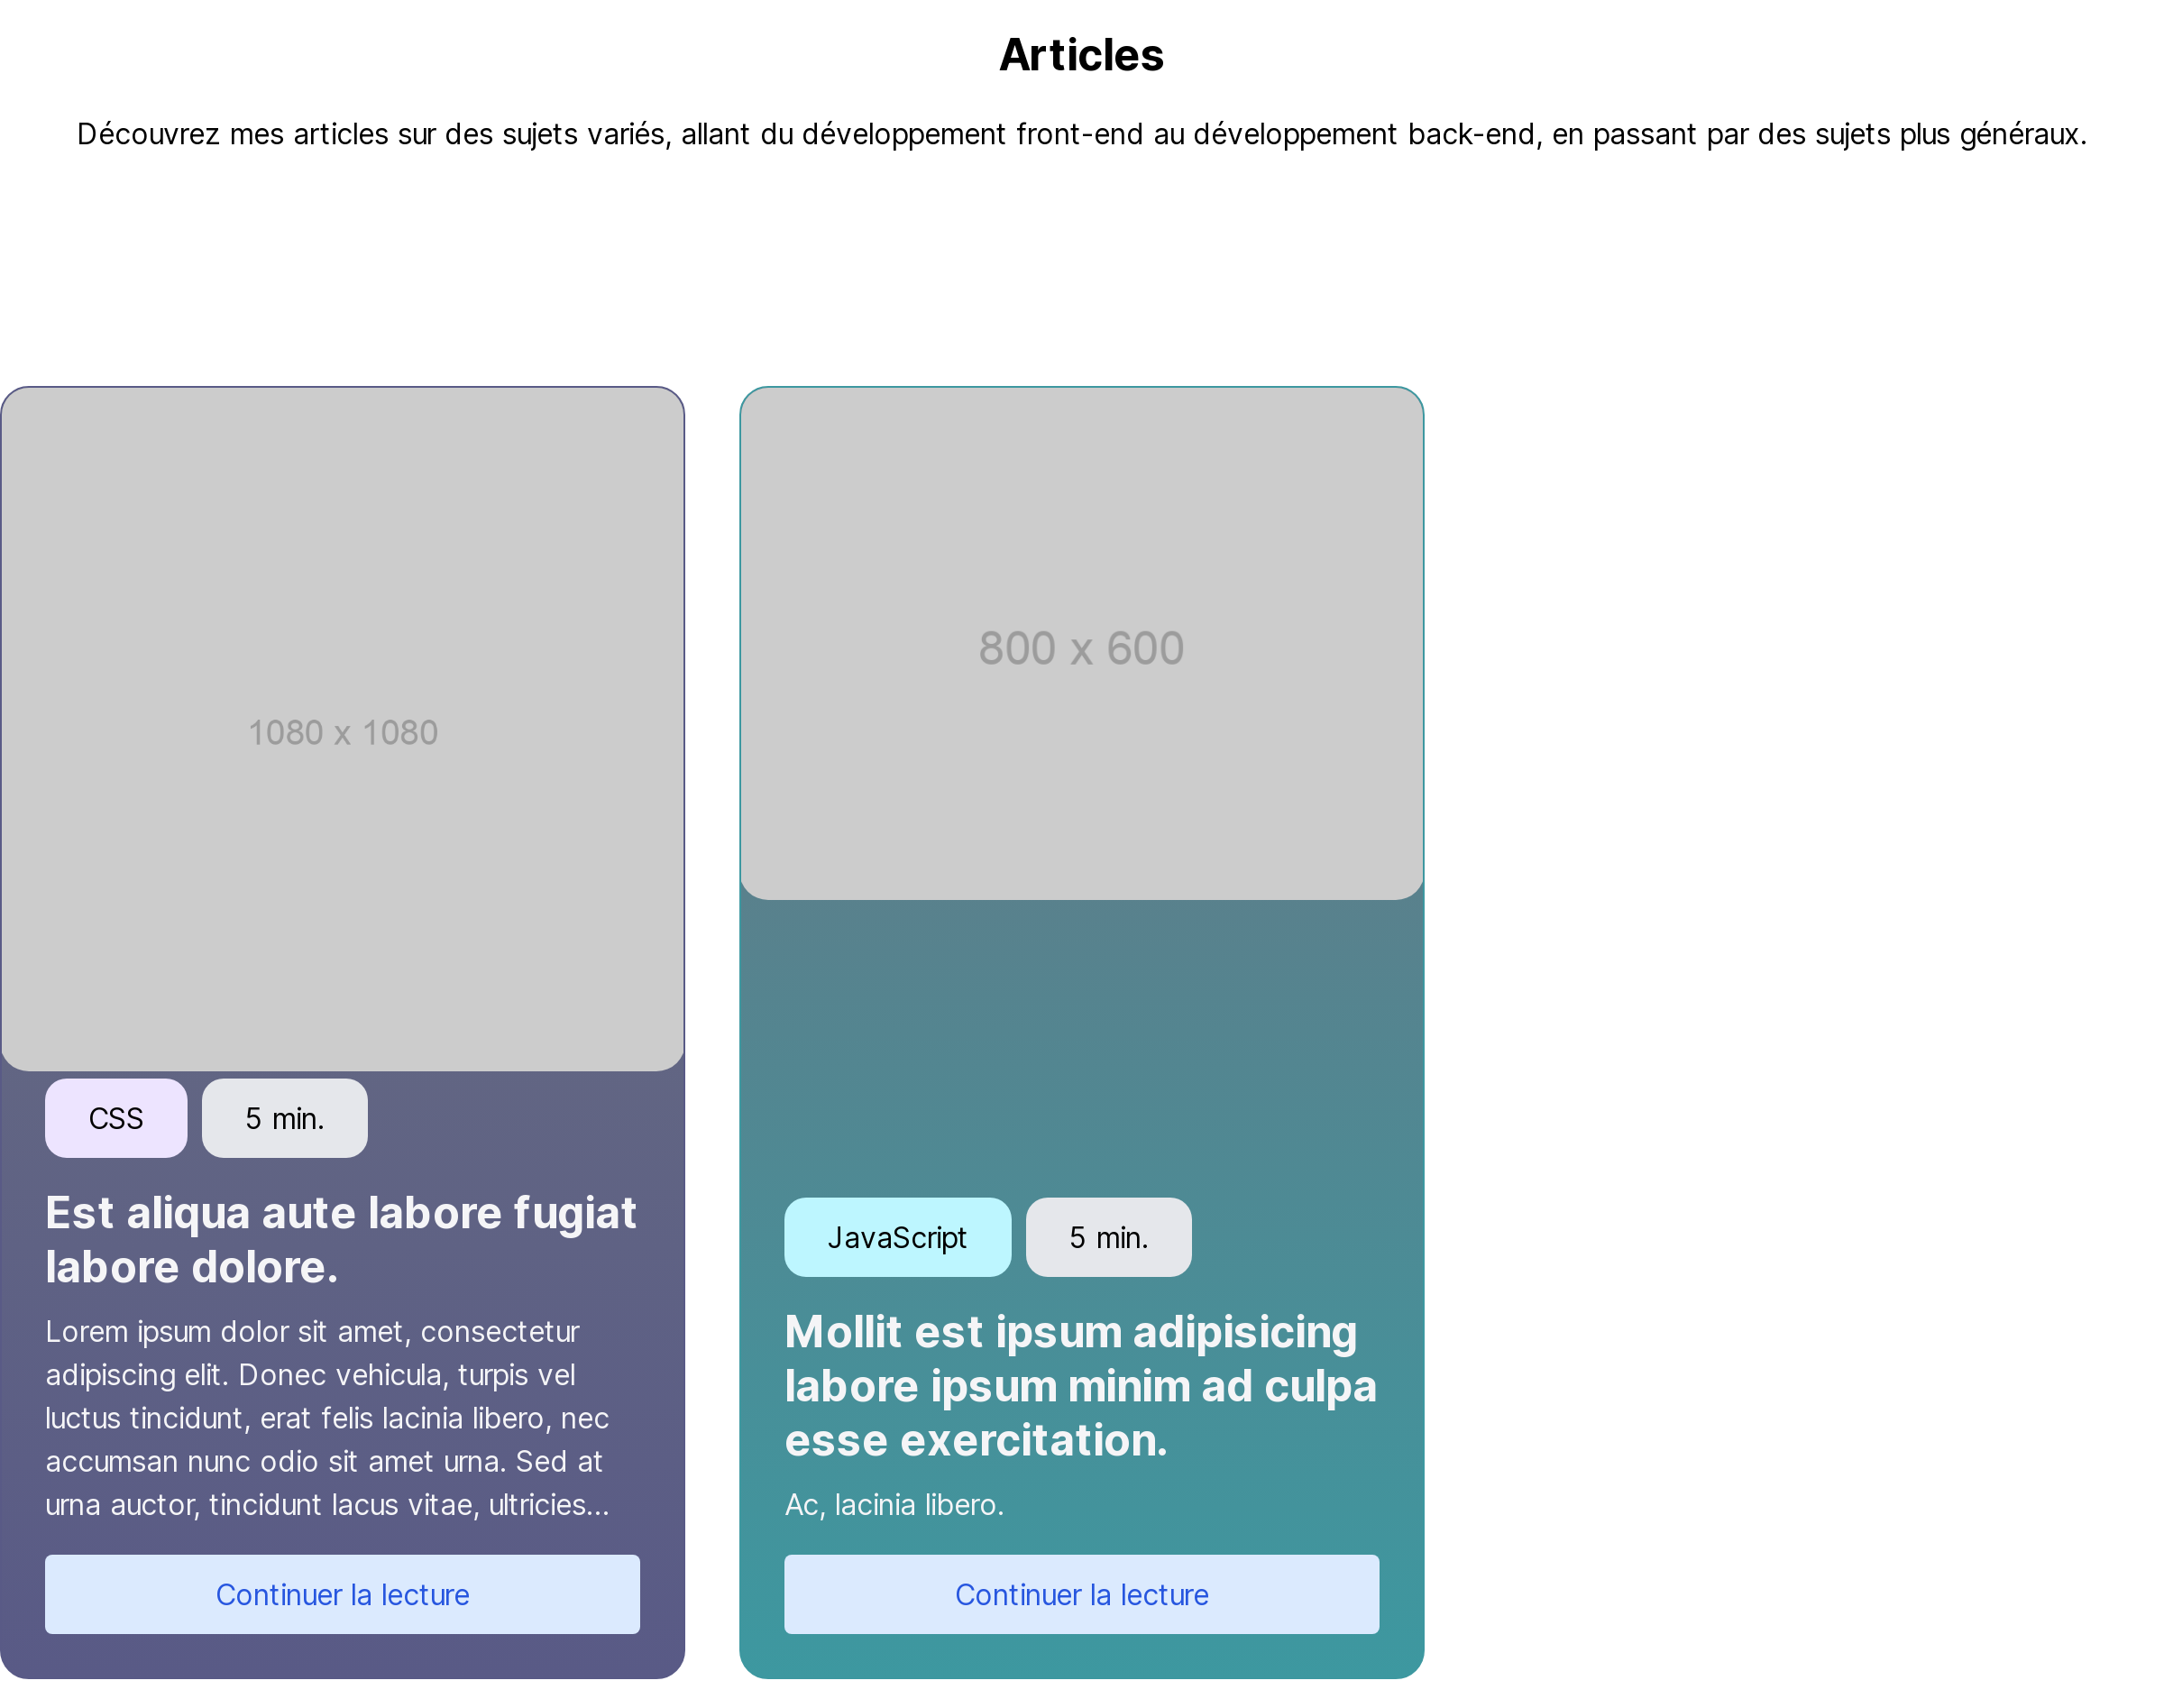 Articles
Découvrez mes articles sur des sujets variés, allant du développement front-end au développement back-end, en passant par des sujets plus généraux.
1080 x 1080
CSS
5 min.
Est aliqua aute labore fugiat
labore dolore.
Lorem ipsum dolor sit amet, consectetur
adipiscing elit. Donec vehicula, turpis vel
luctus tincidunt, erat felis lacinia libero, nec
accumsan nunc odio sit amet urna. Sed at
urna auctor, tincidunt lacus vitae, ultricies...
Continuer la lecture
800 x 600
JavaScript
5 min.
Mollit est ipsum adipisicing
labore ipsum minim ad culpa
esse exercitation.
Ac, lacinia libero.
Continuer la lecture